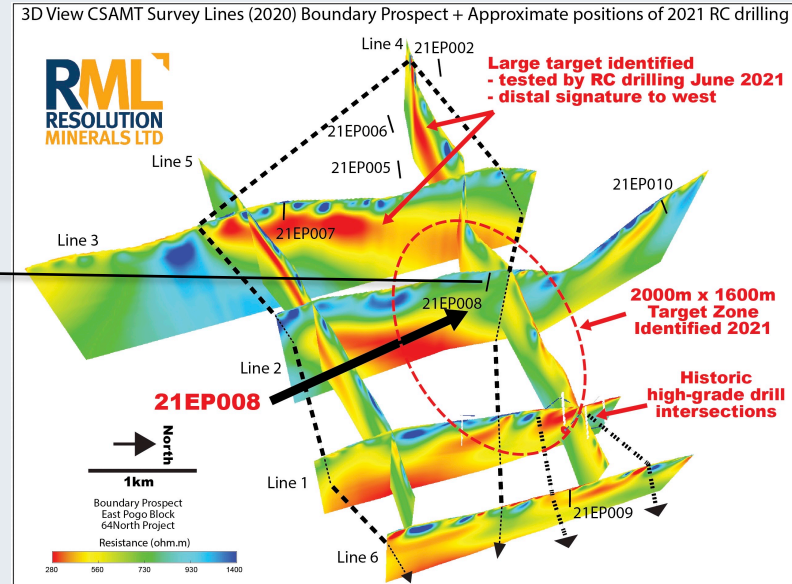 3D View CSAMT Survey Lines (2020) Boundary Prospect + Approximate positions of 2021 RC drilling
RML
RESOLUTION
MINERALS LTD
Line 4
21EP002
Large target identified
- tested by RC drilling June 2021
- distal signature to west
21EP006
21EP005
Line 5
21EP010
21EP007
Line 3
21EP008
2000m x 1600m
Target Zone
Identified 2021
Line 2
21EP008
Historic
high-grade drill
intersections
North
1km
Line 1
Boundary Prospect
East Pogo Block
64North Project
21EP009
Resistance (ohm.m)
280 560 730 930 1400
Line 6